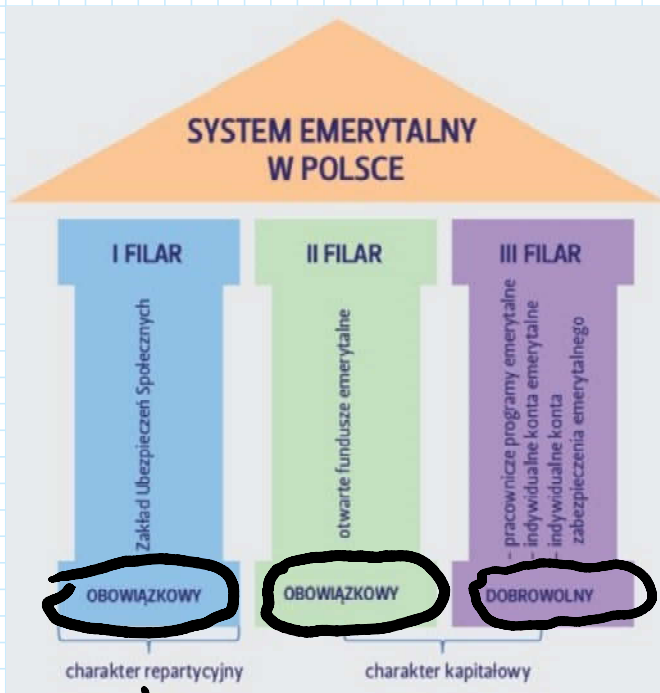 SYSTEM EMERYTALNY
W POLSCE
I FILAR
Zakład Ubezpieczeń Społecznych
OBOWIĄZKOWY
II FILAR
otwarte fundusze emerytalne
OBOWIĄZKOWY
III FILAR
- pracownicze programy emerytalne
- indywidualne konta emerytalne
- indywidualne konta
zabezpieczenia emerytalnego
DOBROWOLNY
charakter repartycyjny
charakter kapitałowy